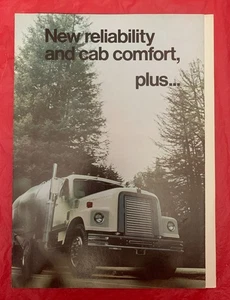 New reliability
and cab comfort,
plus...